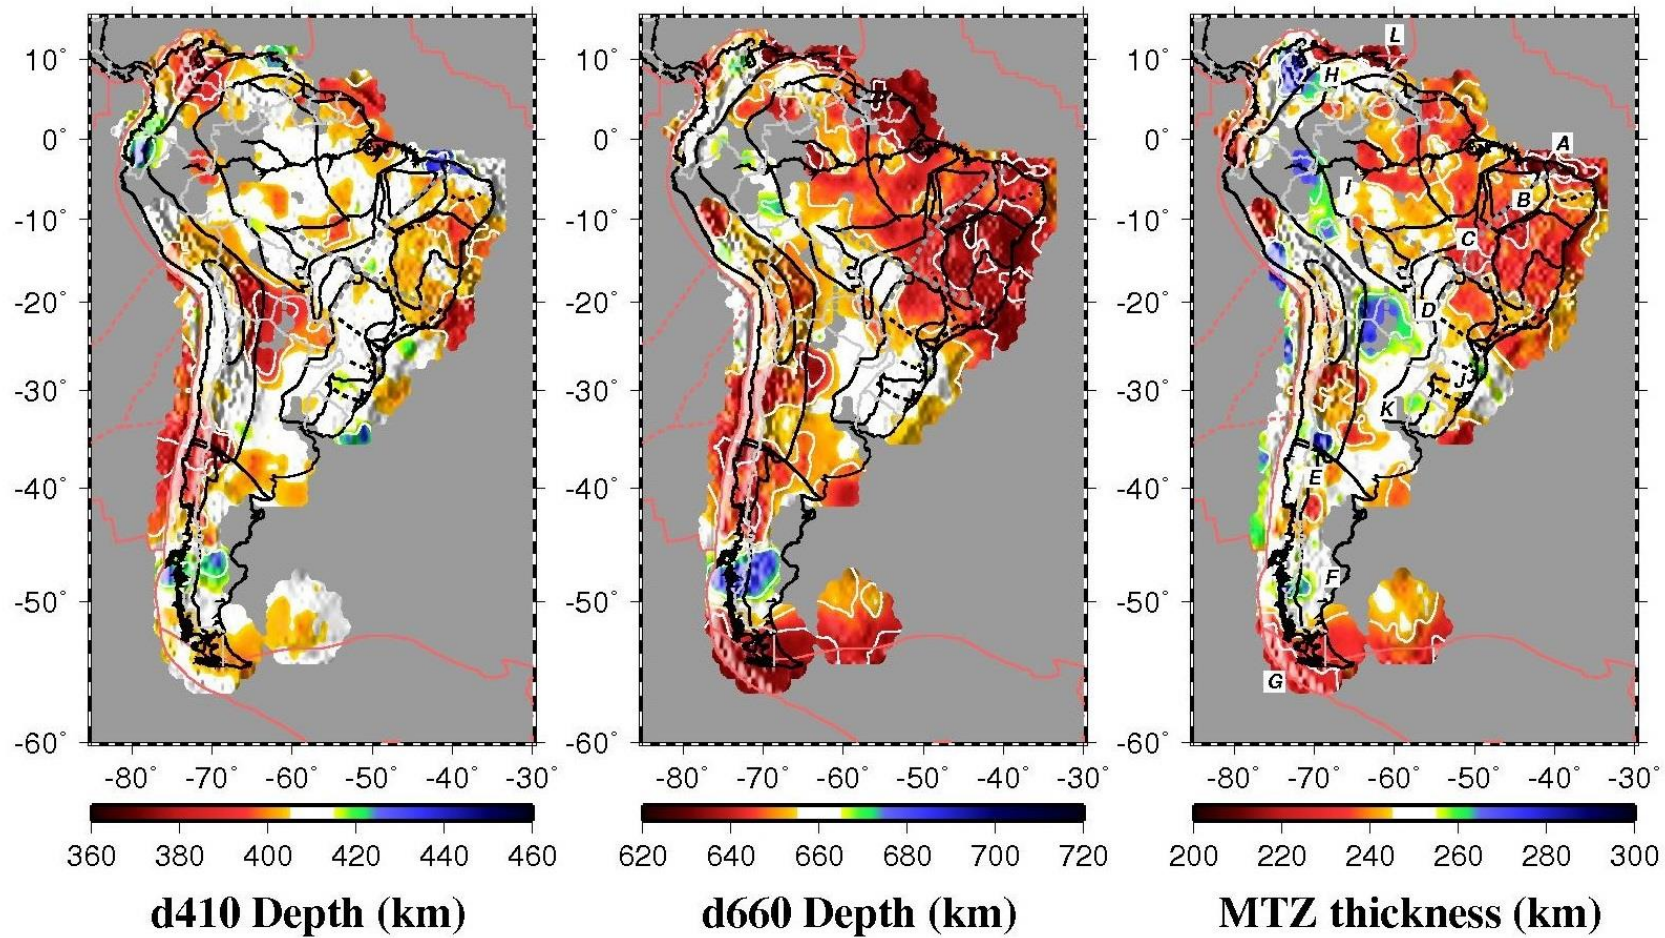 10° 10° 10°
0° 0° 0°
-10° -10° -10°
-20° -20° -20°
-30° -30° -30°
-40° -40° -40°
-50° -50° -50°
-60° -60° -60°
L
H
A
I
B
C
D
J
K
E
F
G
-80° -70° -60° -50° -40° -30° -80° -70° -60° -50° -40° -30° -80° -70° -60° -50° -40° -30°
360 380 400 420 440 460 620 640 660 680 700 720 200 220 240 260 280 300
d410 Depth (km) d660 Depth (km) MTZ thickness (km)